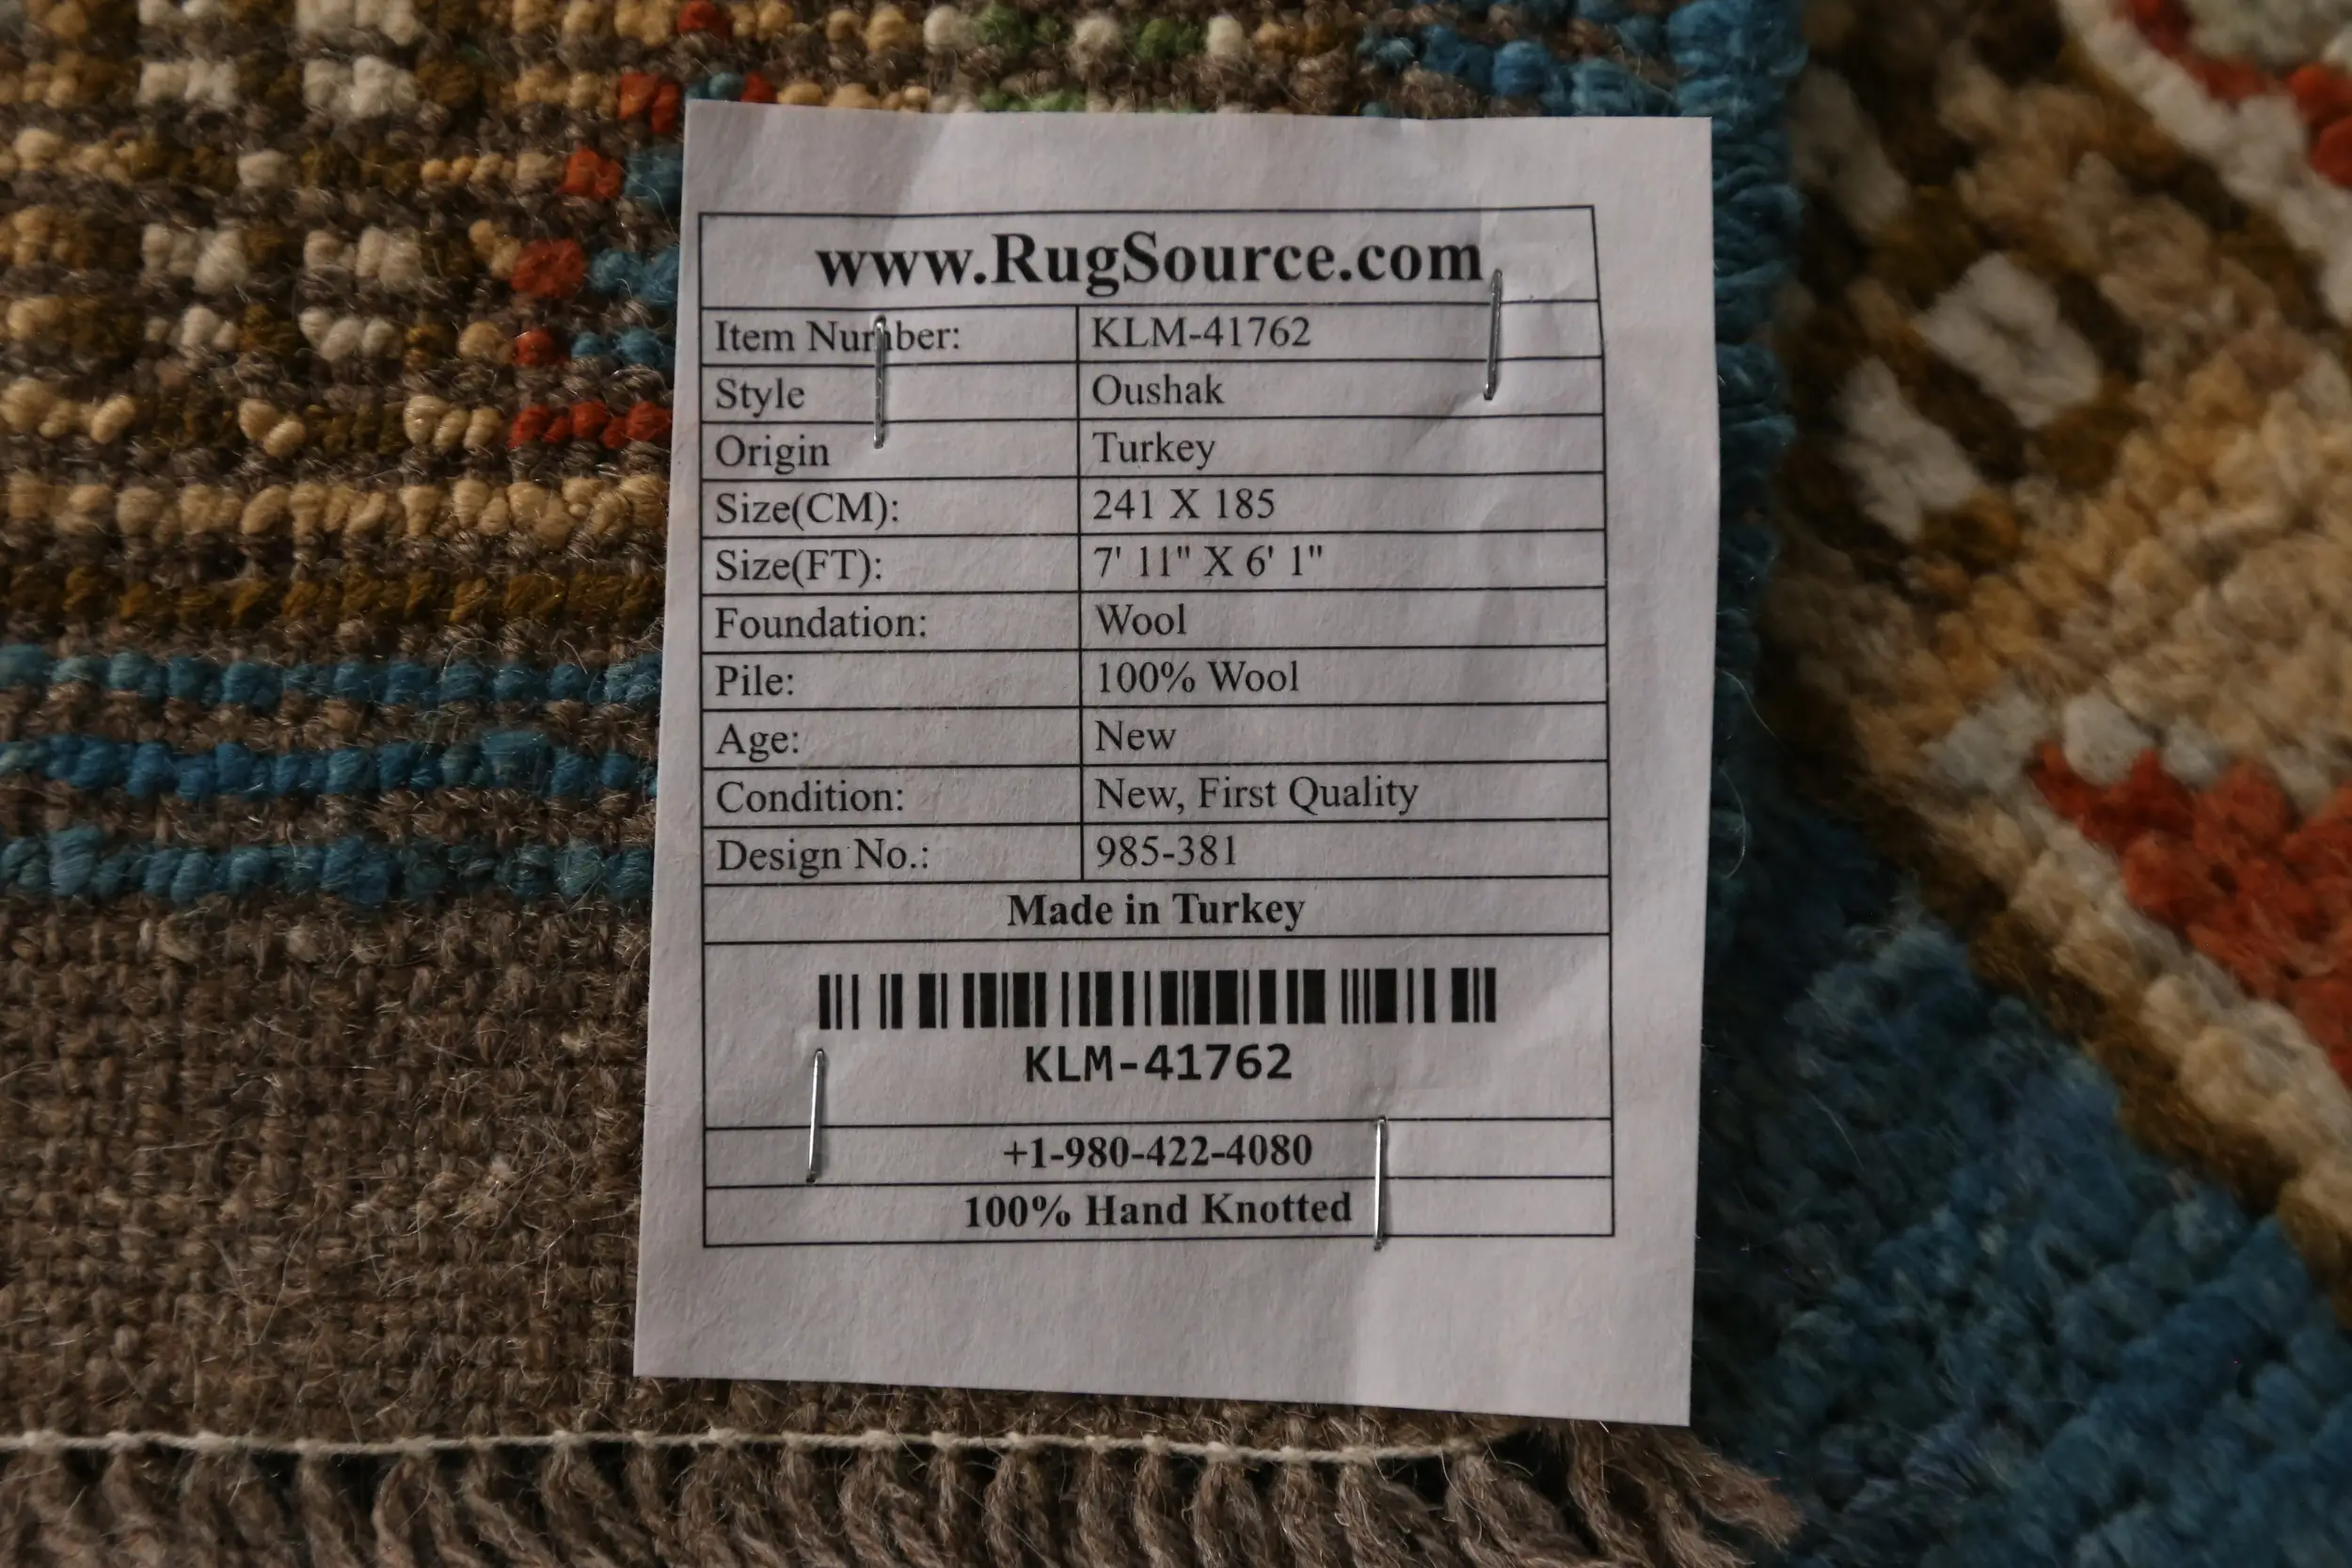 www.RugSource.com
Item Number: KLM-41762
Style Oushak
Origin Turkey
Size(CM): 241 X 185
Size(FT): 7' 11" X 6' 1"
Foundation: Wool
Pile: 100% Wool
Age: New
Condition: New, First Quality
Design No.: 985-381
Made in Turkey
KLM-41762
+1-980-422-4080
100% Hand Knotted